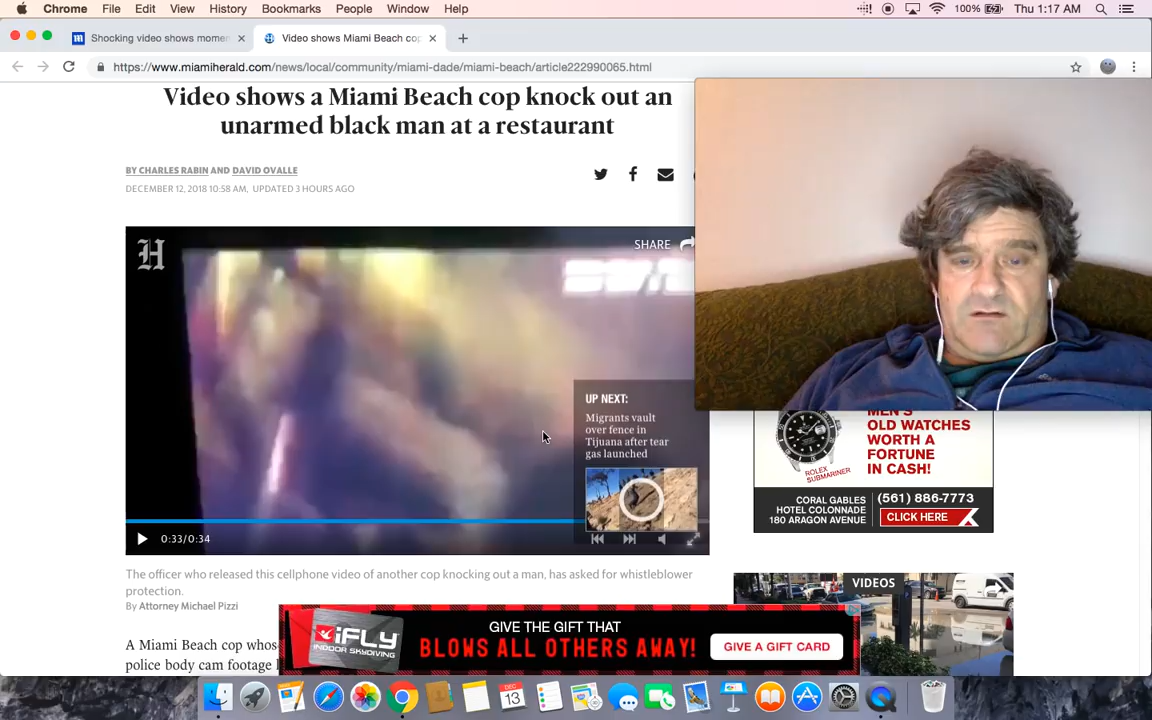 Chrome File Edit View History Bookmarks People Window Help 100% Thu 1:17 AM
Shocking video shows momen Video shows Miami Beach cop
https://www.miamiherald.com/news/local/community/miami-dade/miami-beach/article222990065.html
Video shows a Miami Beach cop knock out an
unarmed black man at a restaurant
BY CHARLES RABIN AND DAVID OVALLE
DECEMBER 12, 2018 10:58 AM, UPDATED 3 HOURS AGO
H
SHARE
UP NEXT:
Migrants vault
over fence in
Tijuana after tear
gas launched
0:33/0:34
The officer who released this cellphone video of another cop knocking out a man, has asked for whistleblower
protection.
By Attorney Michael Pizzi
A Miami Beach cop whos
police body cam footage
MEN'S
OLD WATCHES
WORTH A
FORTUNE
IN CASH!
ROLEX
SUBMARINER
CORAL GABLES
HOTEL COLONNADE
180 ARAGON AVENUE
(561) 886-7773
CLICK HERE
VIDEOS
iFLY
INDOOR SKYDIVING
GIVE THE GIFT THAT
BLOWS ALL OTHERS AWAY!
GIVE A GIFT CARD
DEC
13